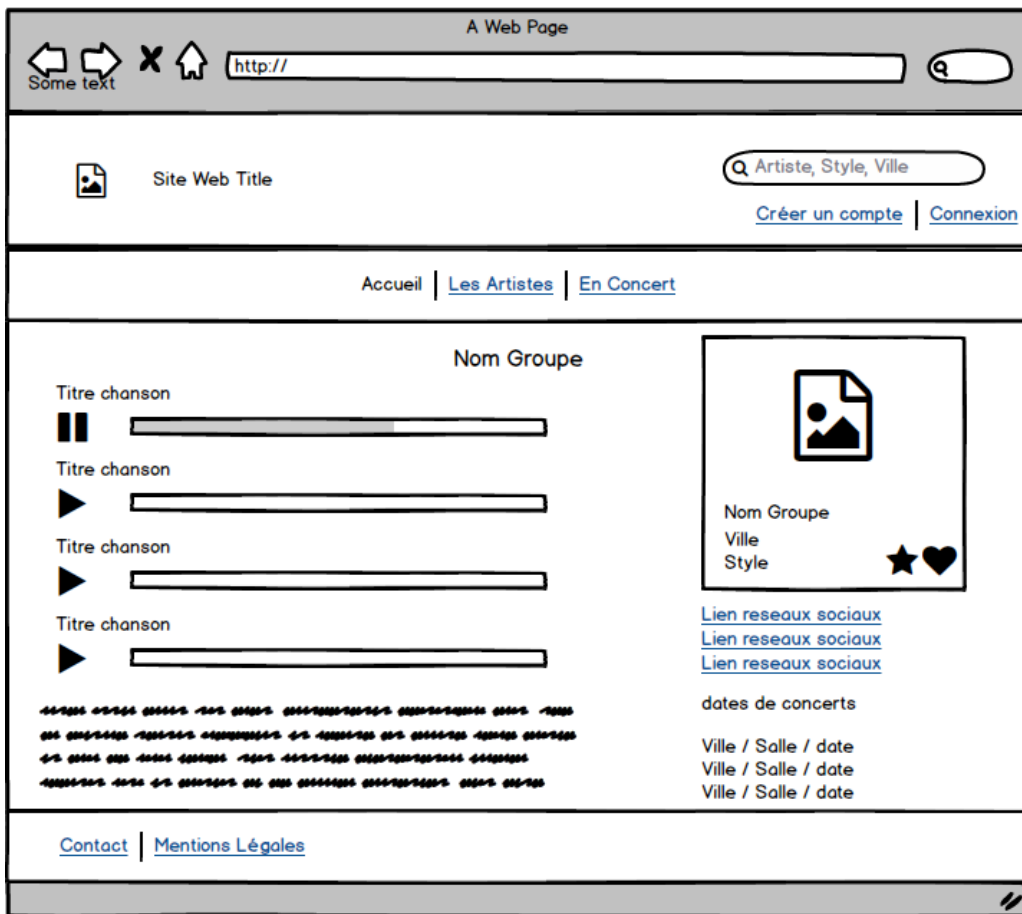 A Web Page
http://
Some text
Site Web Title
Artiste, Style, Ville
Créer un compte
Connexion
Accueil
Les Artistes
En Concert
Nom Groupe
Titre chanson
Titre chanson
Titre chanson
Titre chanson
Nom Groupe
Ville
Style
Lien reseaux sociaux
Lien reseaux sociaux
Lien reseaux sociaux
dates de concerts
Ville / Salle / date
Ville / Salle / date
Ville / Salle / date
Contact
Mentions Légales